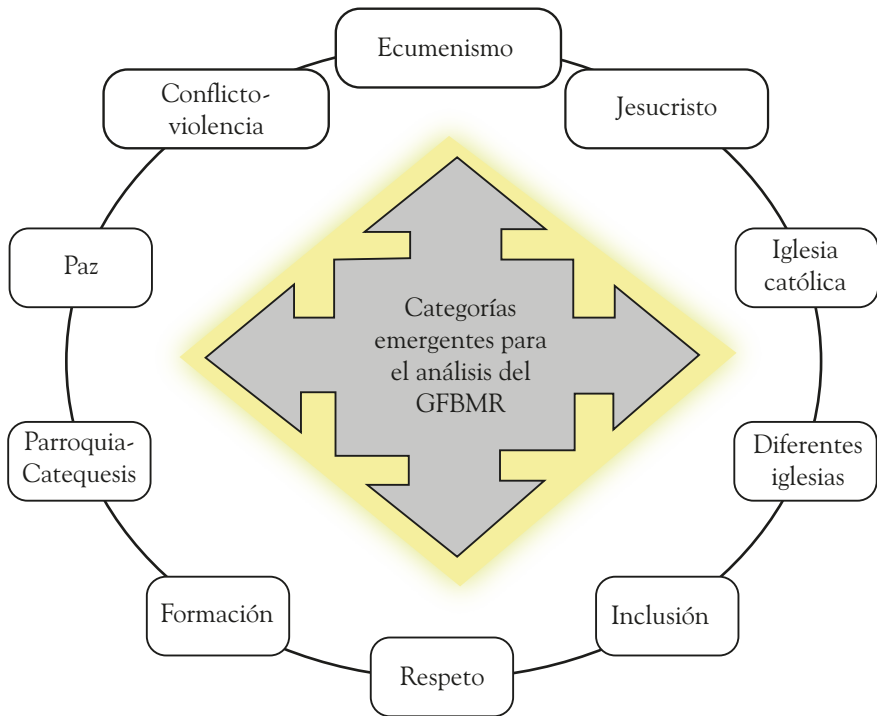 Ecumenismo
Jesucristo
Iglesia
católica
Diferentes
iglesias
Inclusión
Respeto
Formación
Parroquia-
Catequesis
Paz
Conflicto-
violencia
Categorías
emergentes para
el análisis del
GFBMR